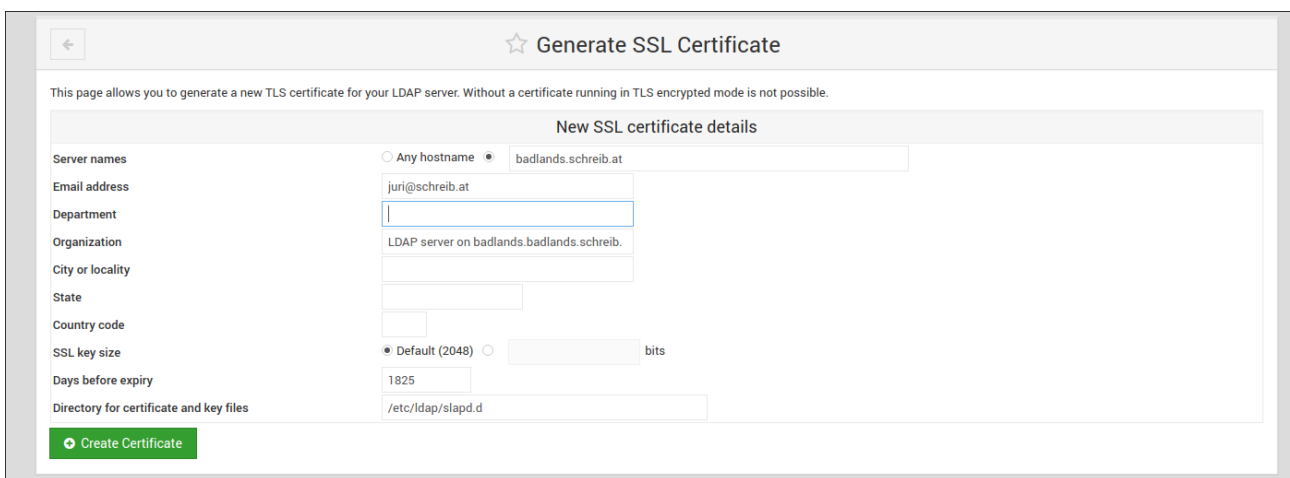 Generate SSL Certificate
This page allows you to generate a new TLS certificate for your LDAP server. Without a certificate running in TLS encrypted mode is not possible.
New SSL certificate details
Server names Any hostname badlands.schreib.at
Email address juri@schreib.at
Department
Organization LDAP server on badlands.badlands.schreib.
City or locality
State
Country code
SSL key size Default (2048) bits
Days before expiry 1825
Directory for certificate and key files /etc/ldap/slapd.d
Create Certificate